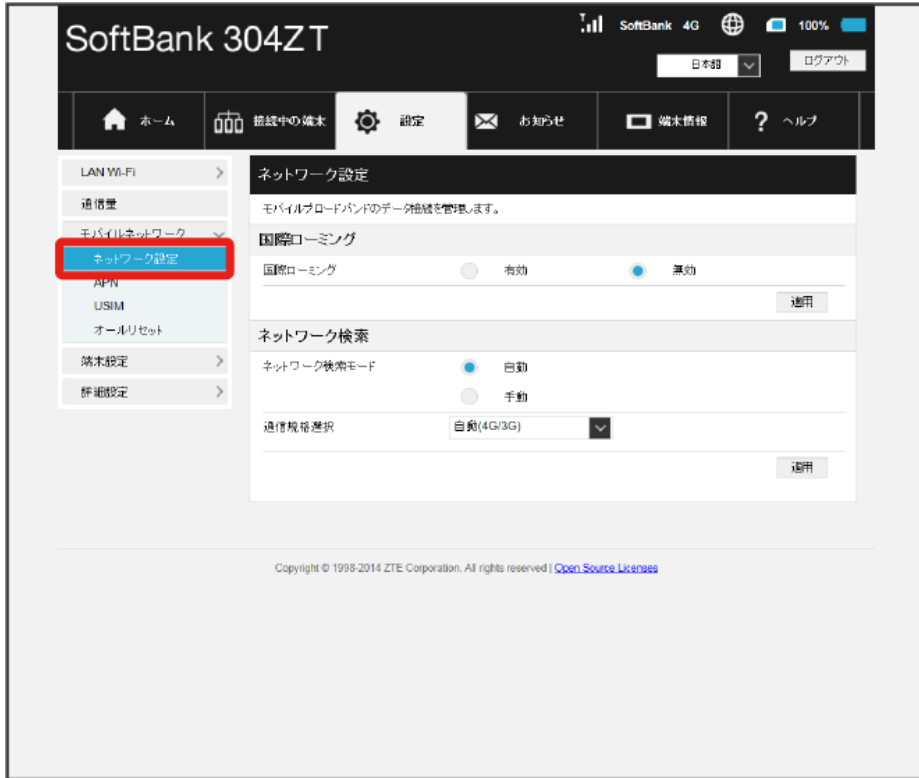 SoftBank 304ZT
SoftBank 4G 100%
日本語
ログアウト
ホーム 接続中の端末 設定 お知らせ 端末情報 ? ヘルプ
LAN Wi-Fi
通信量
モバイルネットワーク
ネットワーク設定
APN
USIM
オールリセット
端末設定
詳細設定
ネットワーク設定
モバイルブロードバンドのデータ接続を管理します。
国際ローミング
国際ローミング 有効 無効
適用
ネットワーク検索
ネットワーク検索モード 自動
手動
通信規格選択 自動(4G/3G)
適用
Copyright © 1998-2014 ZTE Corporation. All rights reserved | Open Source Licenses